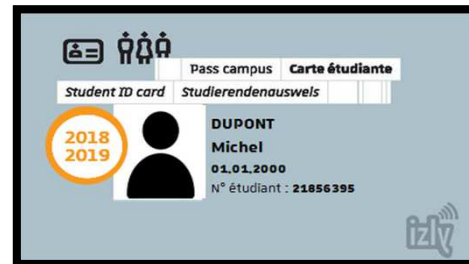 Pass campus Carte étudiante
Student ID card Studierendenausweis
2018
2019
DUPONT
Michel
01.01.2000
N° étudiant : 21856395
izly